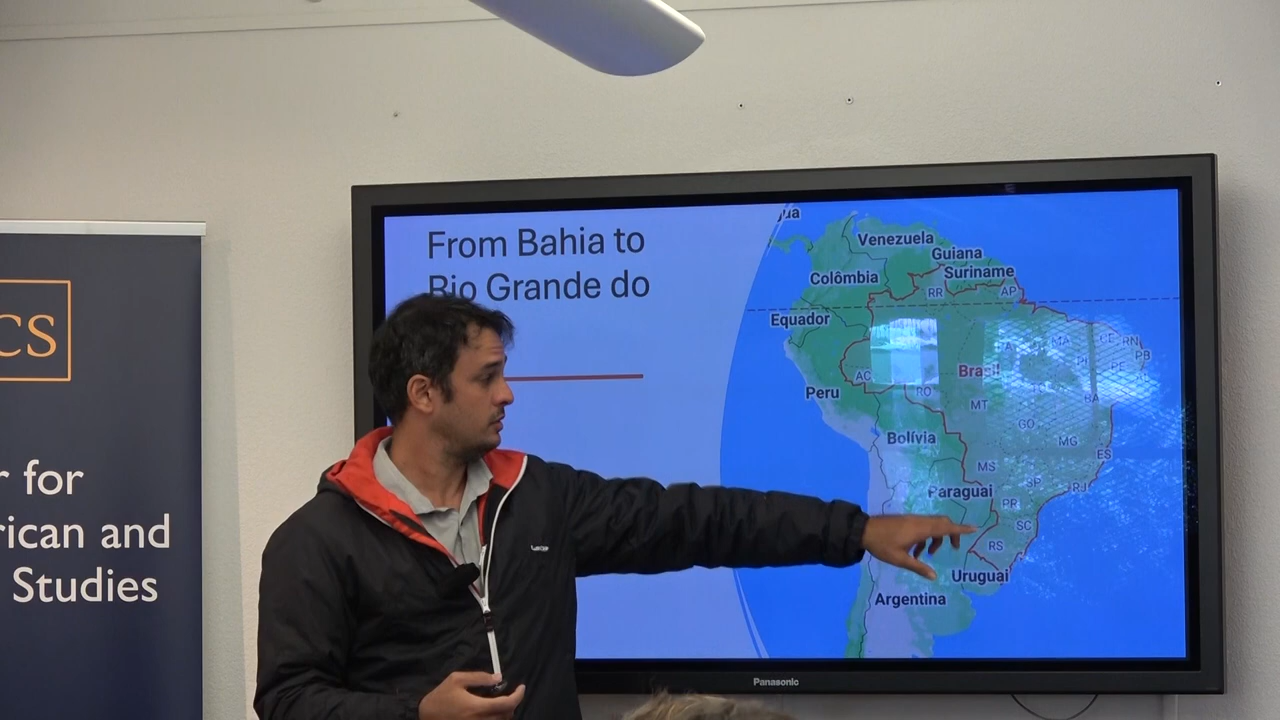 From Bahia to
Rio Grande do
CS
r for
rican and
Studies
ua
Venezuela
Guiana
Suriname
Colômbia
RR
AP
Equador
MA
CE
RN
PB
PE
AC
Brasil
Peru
RO
MT
BA
GO
Bolívia
MG
ES
MS
SP
RJ
Paraguai
PR
SC
RS
Uruguai
Argentina
Panasonic